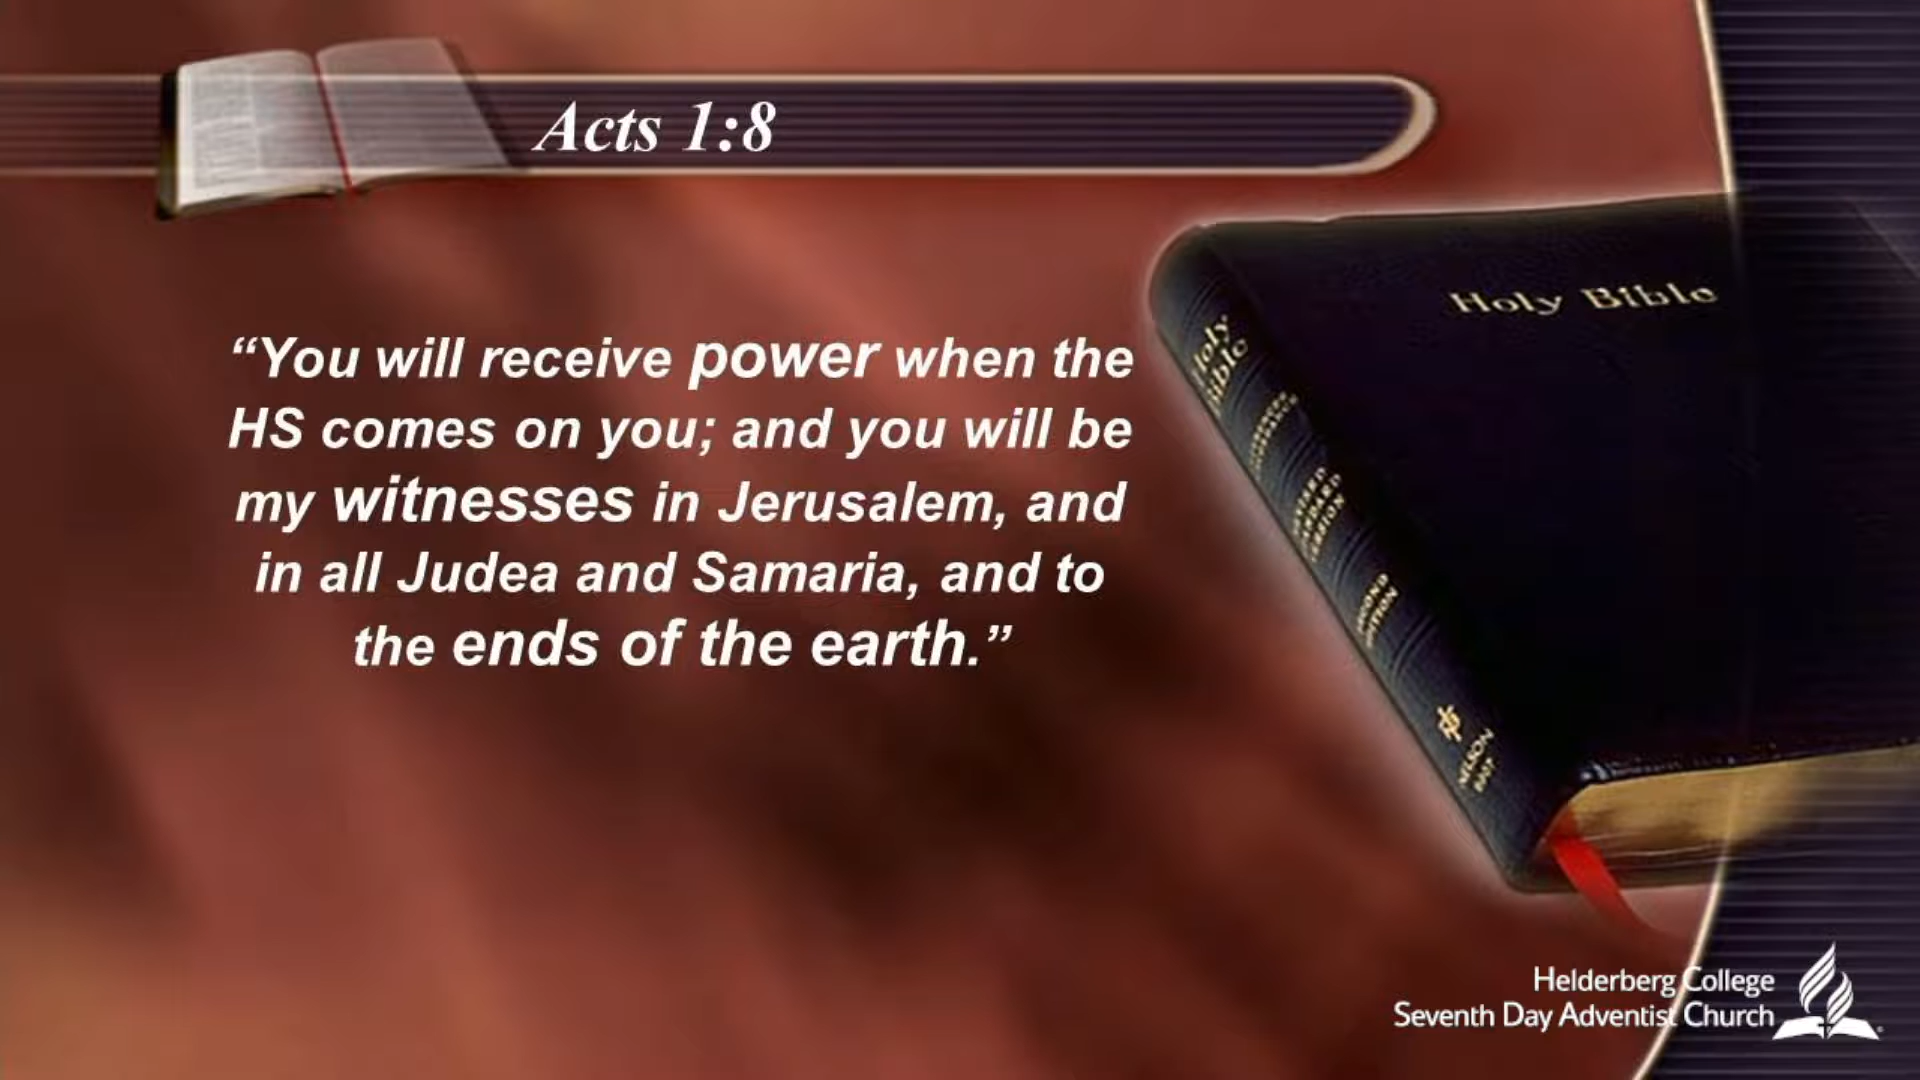 Acts 1:8
“You will receive power when the
HS comes on you; and you will be
my witnesses in Jerusalem, and
in all Judea and Samaria, and to
the ends of the earth.”
Holy Bible
Holy
Bible
Helderberg College
Seventh Day Adventist Church